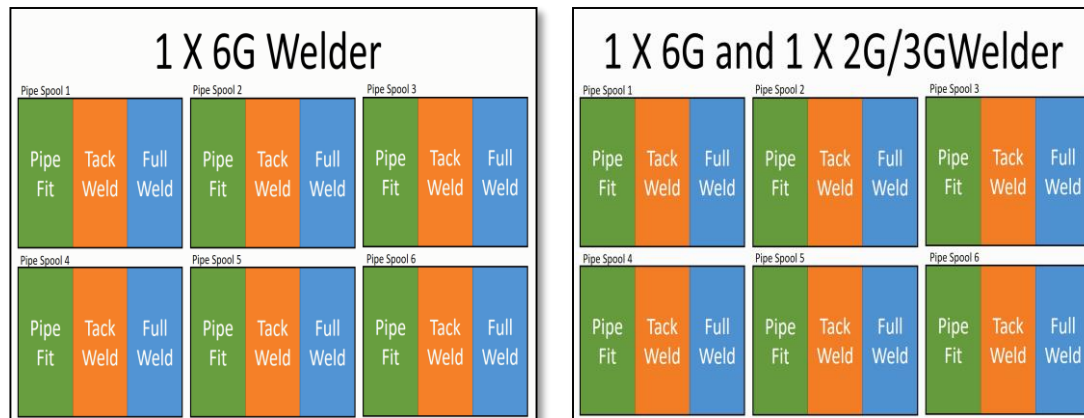 1 X 6G Welder
Pipe Spool 1
Pipe Spool 2
Pipe Spool 3
Pipe
Fit
Tack
Weld
Full
Weld
Pipe
Fit
Tack
Weld
Full
Weld
Pipe
Fit
Tack
Weld
Full
Weld
Pipe Spool 4
Pipe Spool 5
Pipe Spool 6
Pipe
Fit
Tack
Weld
Full
Weld
Pipe
Fit
Tack
Weld
Full
Weld
Pipe
Fit
Tack
Weld
Full
Weld
1 X 6G and 1 X 2G/3GWelder
Pipe Spool 1
Pipe Spool 2
Pipe Spool 3
Pipe
Fit
Tack
Weld
Full
Weld
Pipe
Fit
Tack
Weld
Full
Weld
Pipe
Fit
Tack
Weld
Full
Weld
Pipe Spool 4
Pipe Spool 5
Pipe Spool 6
Pipe
Fit
Tack
Weld
Full
Weld
Pipe
Fit
Tack
Weld
Full
Weld
Pipe
Fit
Tack
Weld
Full
Weld